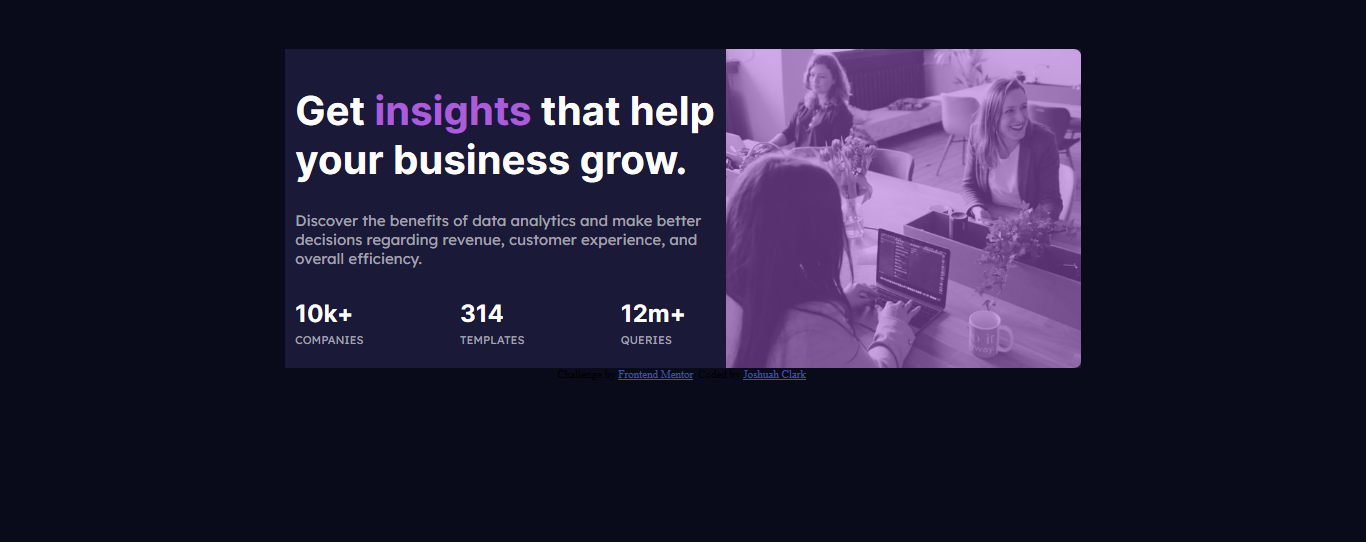 Get insights that help
your business grow.
Discover the benefits of data analytics and make better
decisions regarding revenue, customer experience, and
overall efficiency.
10k+ 314 12m+
COMPANIES TEMPLATES QUERIES
Challenge by Frontend Mentor. Coded by Joshuah Clark